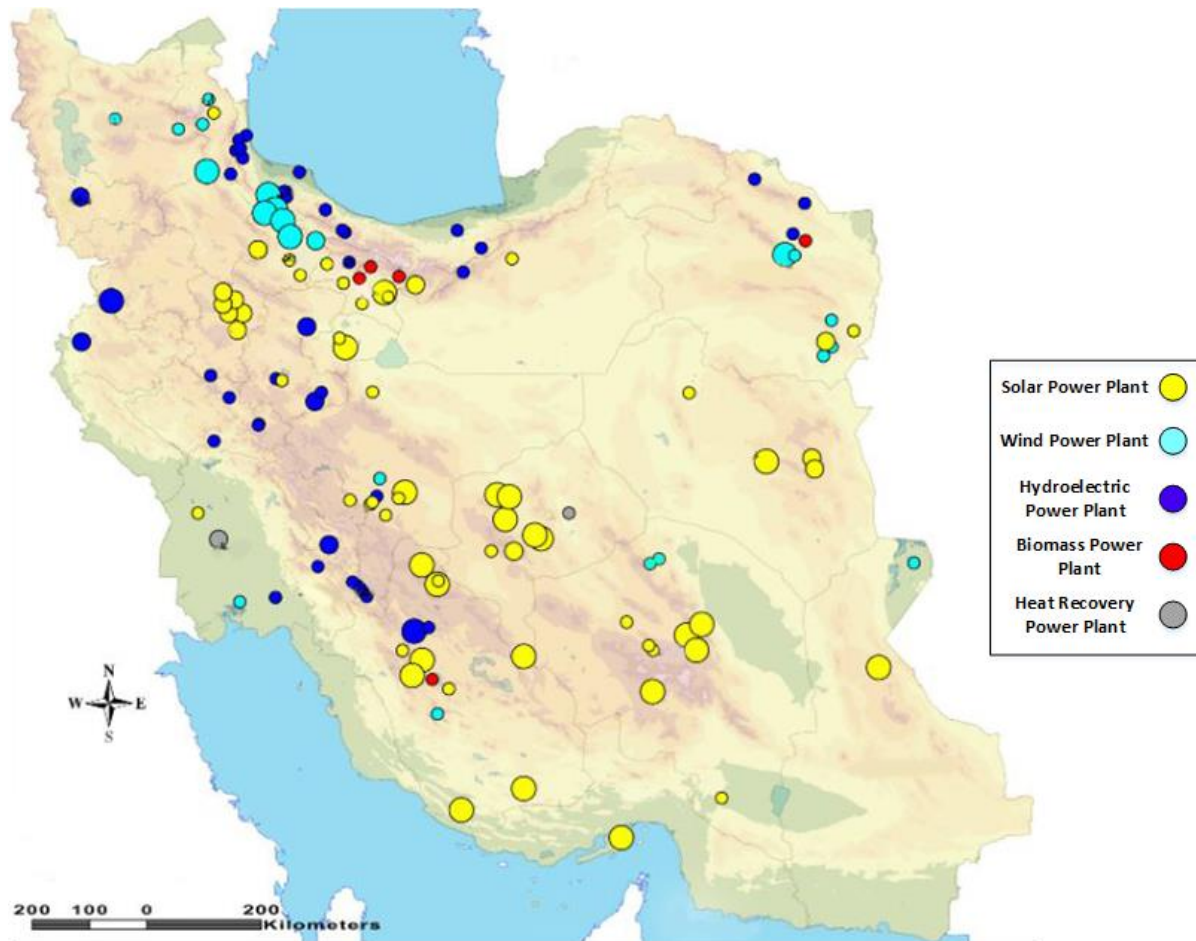 Solar Power Plant
Wind Power Plant
Hydroelectric
Power Plant
Biomass Power
Plant
Heat Recovery
Power Plant
N
W E
S
200 100 0 200
Kilometers